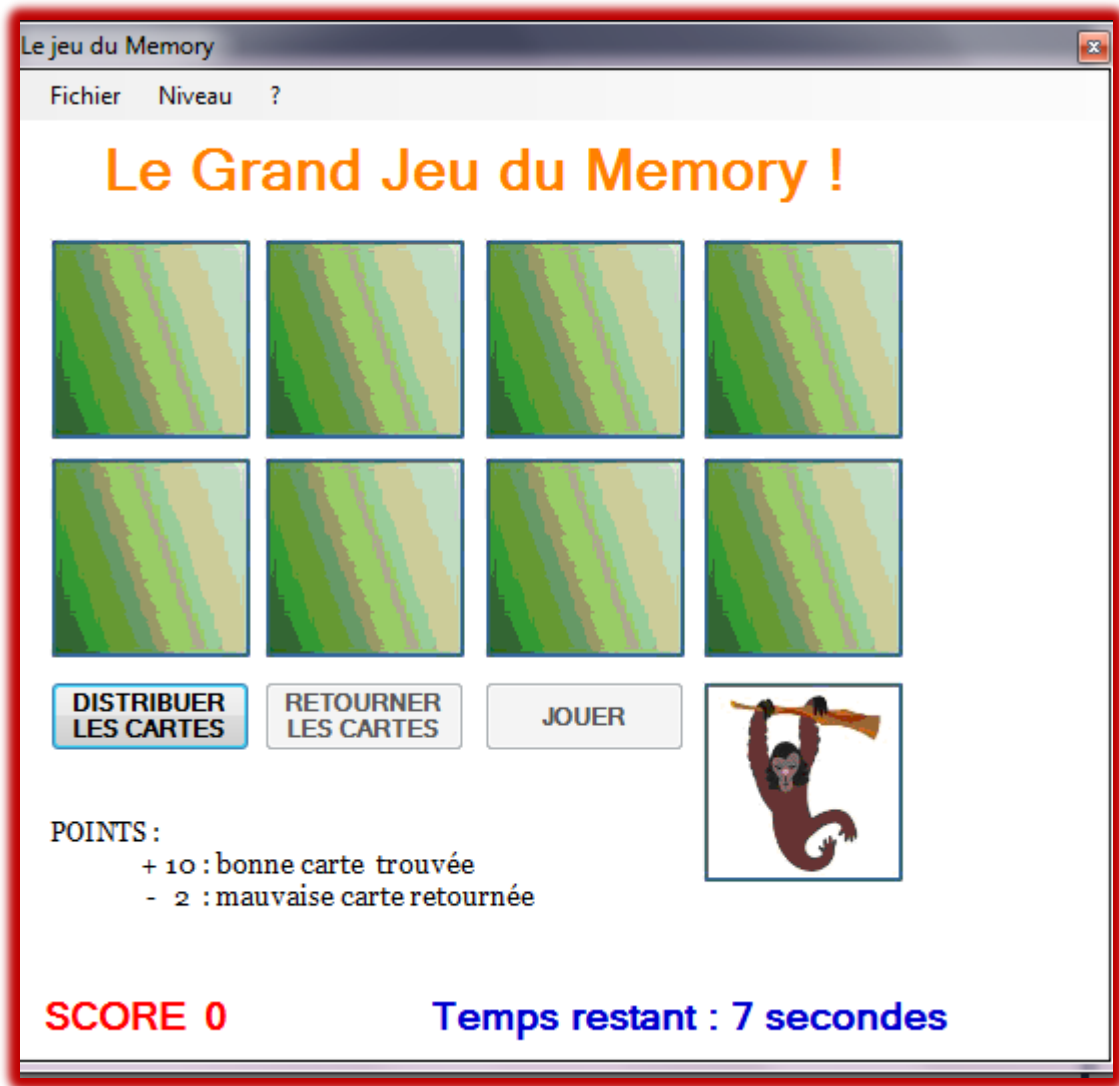 Le jeu du Memory
Fichier Niveau ?
Le Grand Jeu du Memory !
DISTRIBUER
LES CARTES
RETOURNER
LES CARTES
JOUER
POINTS :
+ 10 : bonne carte trouvée
- 2 : mauvaise carte retournée
SCORE 0
Temps restant : 7 secondes